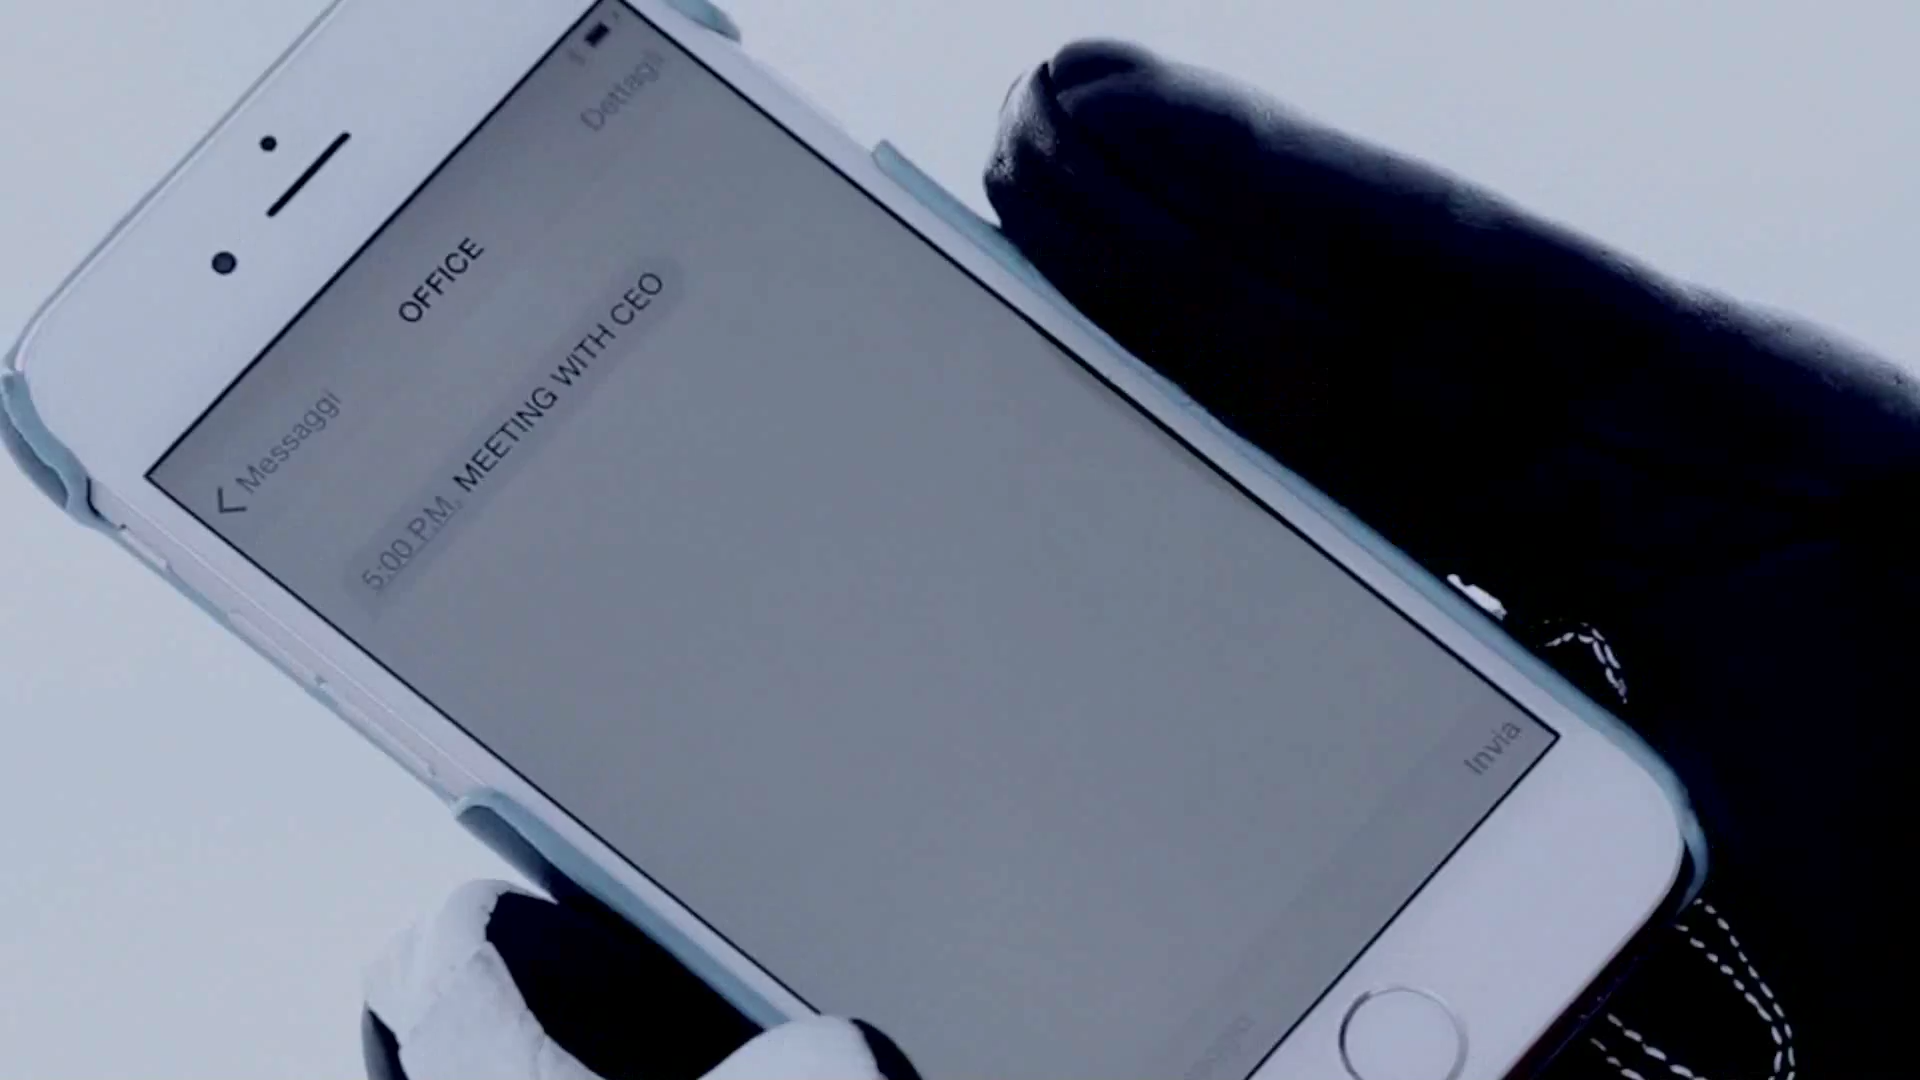 Dettagli
OFFICE
Messaggi
5:00 P.M. MEETING WITH CEO
Invia